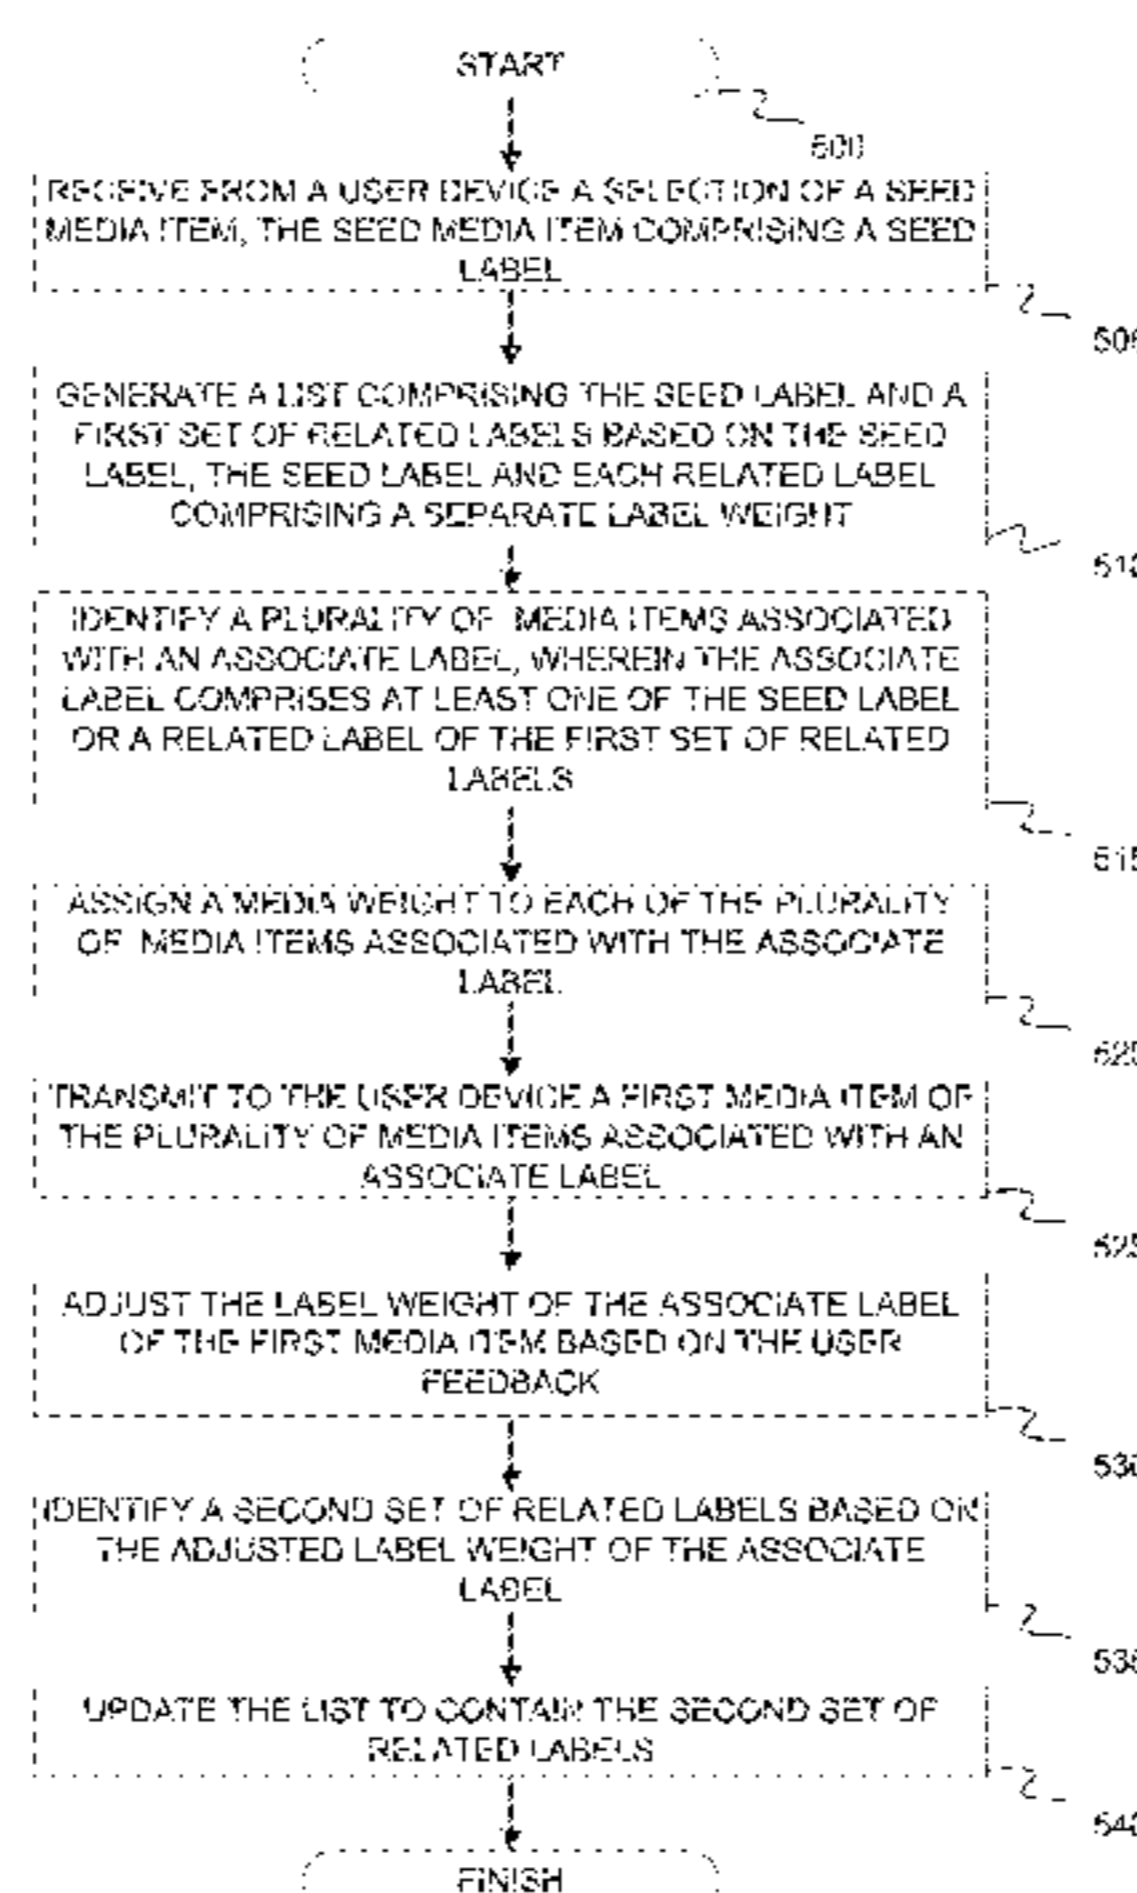 START
500
RECEIVE FROM A USER DEVICE A SELECTION OF A SEED
MEDIA ITEM, THE SEED MEDIA ITEM COMPRISING A SEED
LABEL
GENERATE A LIST COMPRISING THE SEED LABEL AND A
FIRST SET OF RELATED LABELS BASED ON THE SEED
LABEL, THE SEED LABEL AND EACH RELATED LABEL
COMPRISING A SEPARATE LABEL WEIGHT
IDENTIFY A PLURALITY OF MEDIA ITEMS ASSOCIATED
WITH AN ASSOCIATE LABEL, WHEREIN THE ASSOCIATE
LABEL COMPRISES AT LEAST ONE OF THE SEED LABEL
OR A RELATED LABEL OF THE FIRST SET OF RELATED
LABELS
ASSIGN A MEDIA WEIGHT TO EACH OF THE PLURALITY
OF MEDIA ITEMS ASSOCIATED WITH THE ASSOCIATE
LABEL
TRANSMIT TO THE USER DEVICE A FIRST MEDIA ITEM OF
THE PLURALITY OF MEDIA ITEMS ASSOCIATED WITH AN
ASSOCIATE LABEL
ADJUST THE LABEL WEIGHT OF THE ASSOCIATE LABEL
OF THE FIRST MEDIA ITEM BASED ON THE USER
FEEDBACK
IDENTIFY A SECOND SET OF RELATED LABELS BASED ON
THE ADJUSTED LABEL WEIGHT OF THE ASSOCIATE
LABEL
UPDATE THE LIST TO CONTAIN THE SECOND SET OF
RELATED LABELS
FINISH